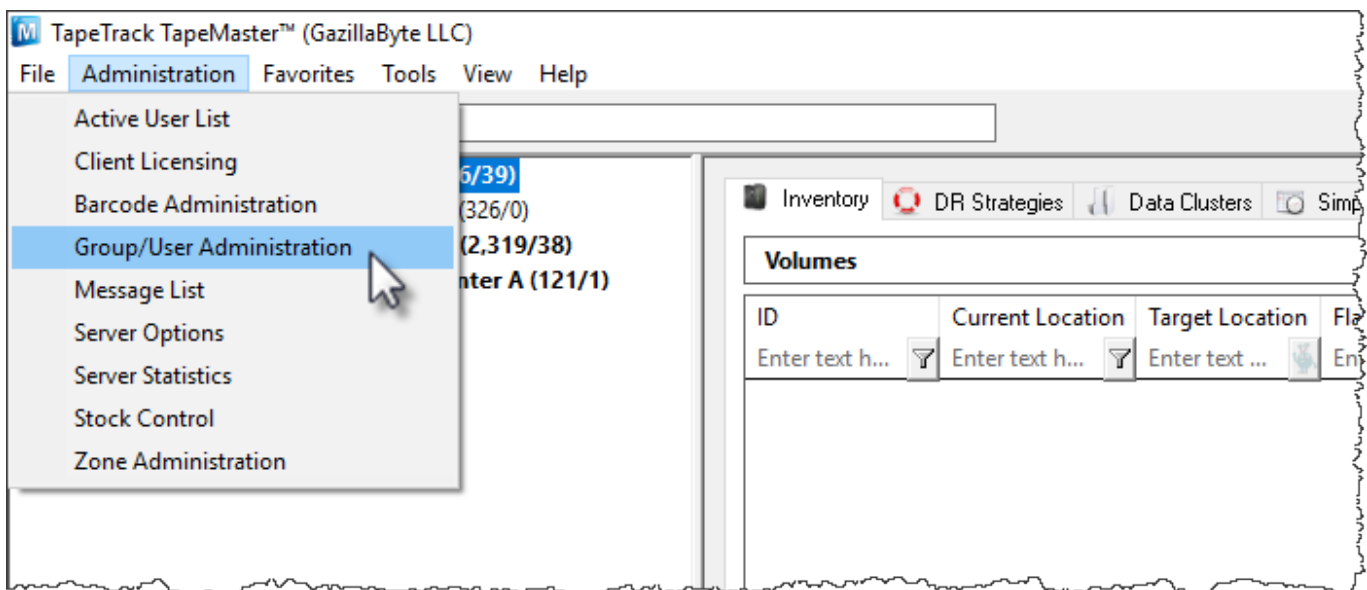 TapeTrack TapeMaster™ (GazillaByte LLC)
File Administration Favorites Tools View Help
Active User List
Client Licensing
Barcode Administration
Group/User Administration
Message List
Server Options
Server Statistics
Stock Control
Zone Administration
6/39)
(326/0)
(2,319/38)
nter A (121/1)
Inventory DR Strategies Data Clusters Simp
Volumes
ID Current Location Target Location Fla
Enter text h... Enter text h... Enter text ... En